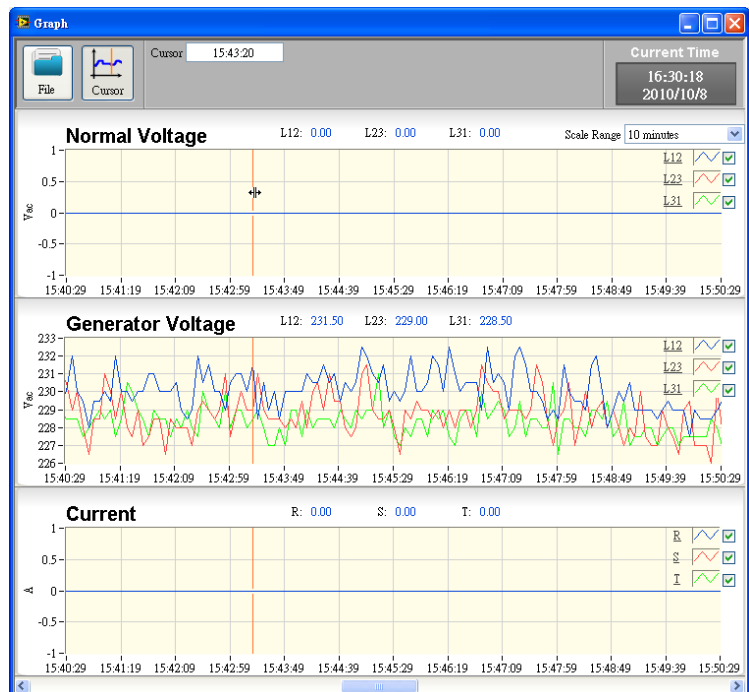 Graph
File
Cursor
Cursor 15:43:20
Current Time
16:30:18
2010/10/8
Normal Voltage L12: 0.00 L23: 0.00 L31: 0.00 Scale Range 10 minutes
L12
L23
L31
Vac
1
0.5
0
-0.5
-1
15:40:29 15:41:19 15:42:09 15:42:59 15:43:49 15:44:39 15:45:29 15:46:19 15:47:09 15:47:59 15:48:49 15:49:39 15:50:29
Generator Voltage L12: 231.50 L23: 229.00 L31: 228.50
L12
L23
L31
Vac
233
232
231
230
229
228
227
226
15:40:29 15:41:19 15:42:09 15:42:59 15:43:49 15:44:39 15:45:29 15:46:19 15:47:09 15:47:59 15:48:49 15:49:39 15:50:29
Current R: 0.00 S: 0.00 T: 0.00
R
S
T
A
1
0.5
0
-0.5
-1
15:40:29 15:41:19 15:42:09 15:42:59 15:43:49 15:44:39 15:45:29 15:46:19 15:47:09 15:47:59 15:48:49 15:49:39 15:50:29